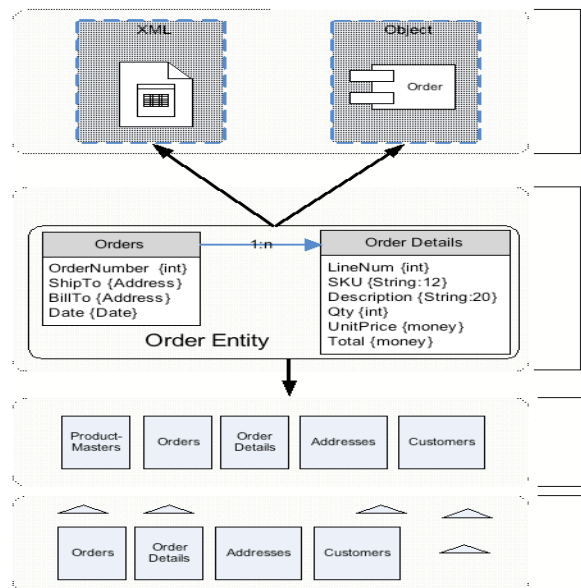 XML
Object
Order
Orders
1:n
Order Details
OrderNumber {int}
ShipTo {Address}
BillTo {Address}
Date {Date}
LineNum {int}
SKU {String:12}
Description {String:20}
Qty {int}
UnitPrice {money}
Total {money}
Order Entity
Product-
Masters
Orders
Order
Details
Addresses
Customers
Orders
Order
Details
Addresses
Customers